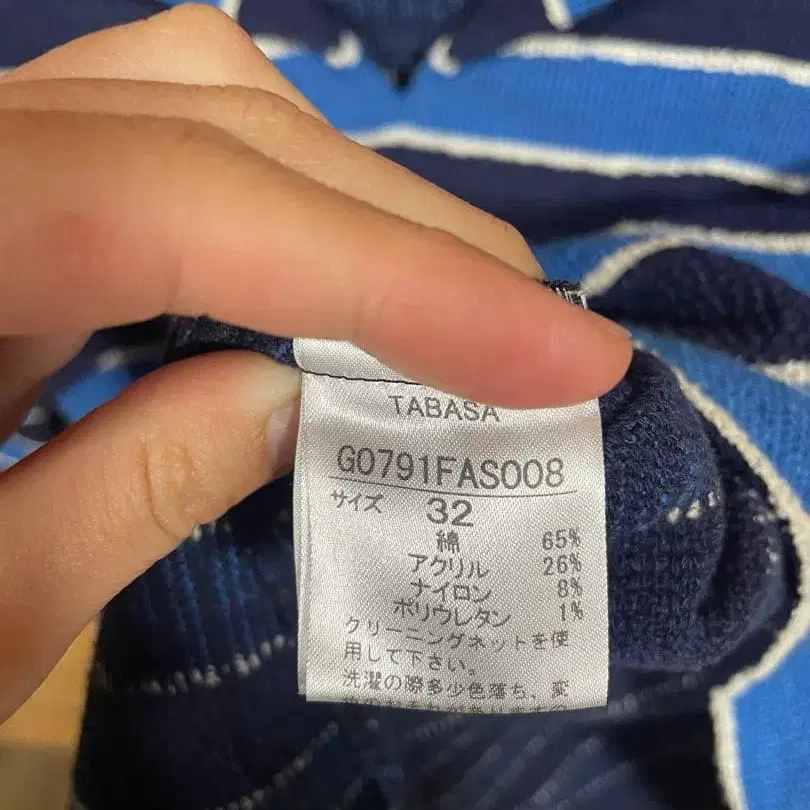 TABASA
G0791FAS008
サイズ 32
綿 65%
アクリル 26%
ナイロン 8%
ポリウレタン 1%
クリーニングネットを使
用して下さい。
洗濯の際多少色落ち、変